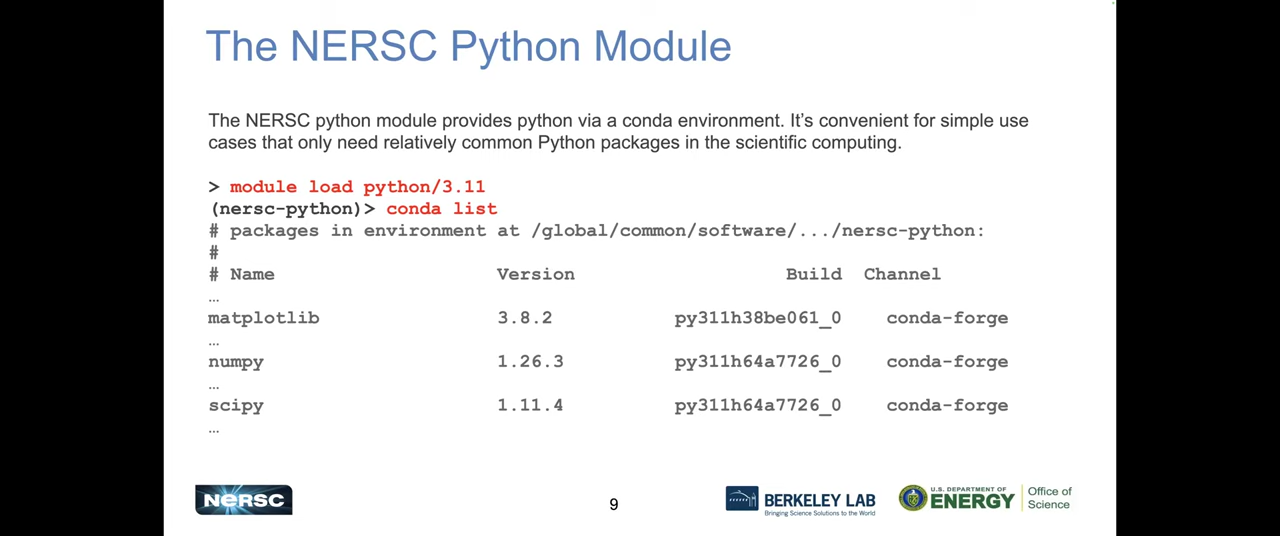 The NERSC Python Module
The NERSC python module provides python via a conda environment. It’s convenient for simple use
cases that only need relatively common Python packages in the scientific computing.
> module load python/3.11
(nersc-python)> conda list
# packages in environment at /global/common/software/.../nersc-python:
#
# Name Version Build Channel
…
matplotlib 3.8.2 py311h38be061_0 conda-forge
…
numpy 1.26.3 py311h64a7726_0 conda-forge
…
scipy 1.11.4 py311h64a7726_0 conda-forge
…
NERSC
9
BERKELEY LAB
Bringing Science Solutions to the World
U.S. DEPARTMENT OF
ENERGY
Office of
Science